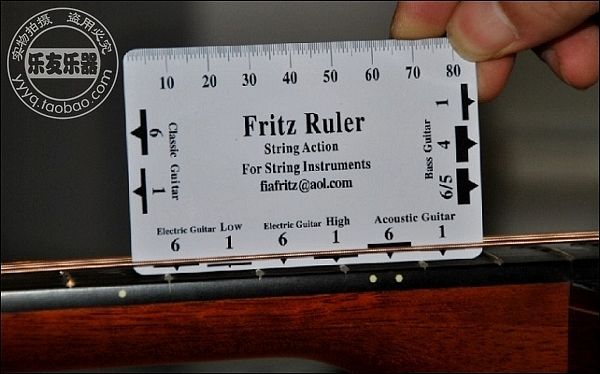 实物拍摄 盗用必究
乐友乐器
yyyq.taobao.com
10 20 30 40 50 60 70 80
Fritz Ruler
String Action
For String Instruments
fiafritz@aol.com
Classic Guitar
6
1
Bass Guitar
1
4
6/5
Electric Guitar Low
6 1
Electric Guitar High
6 1
Acoustic Guitar
6 1